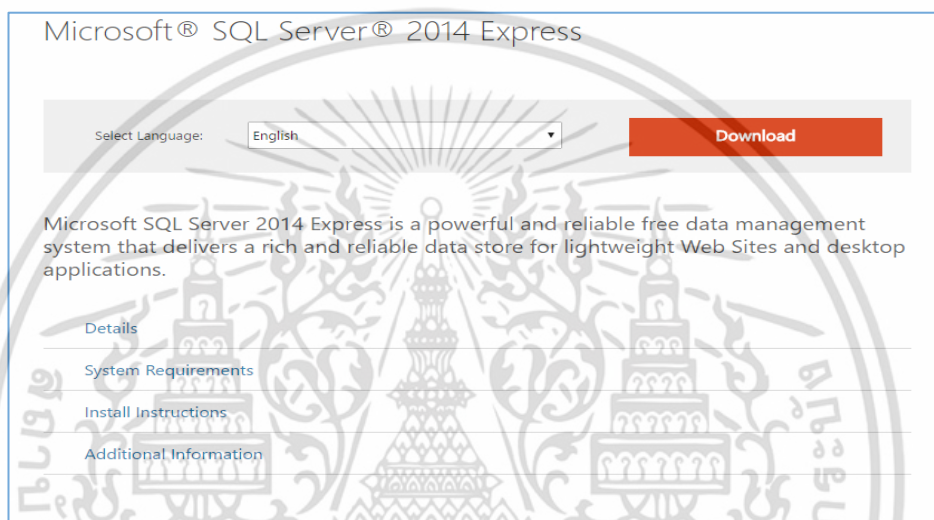 Microsoft® SQL Server® 2014 Express
Select Language:
English
Download
Microsoft SQL Server 2014 Express is a powerful and reliable free data management
system that delivers a rich and reliable data store for lightweight Web Sites and desktop
applications.
Details
System Requirements
Install Instructions
Additional Information